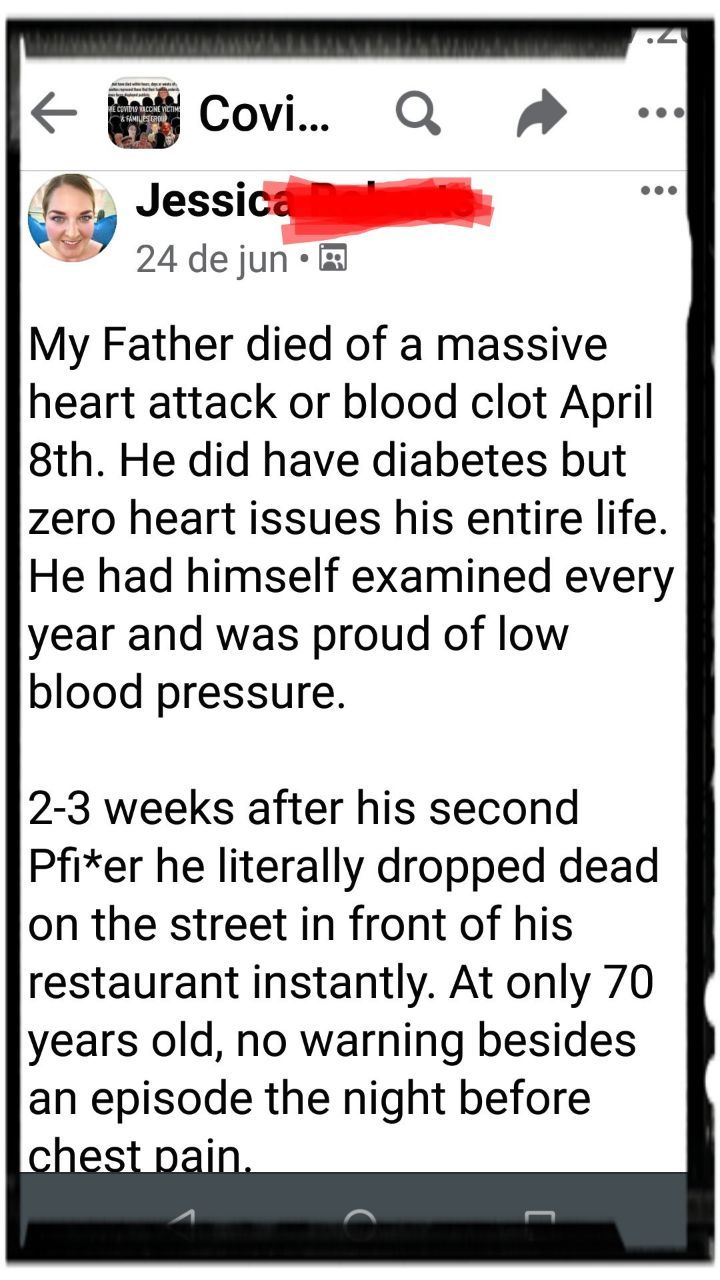 Covi...
Jessica
24 de jun •
My Father died of a massive
heart attack or blood clot April
8th. He did have diabetes but
zero heart issues his entire life.
He had himself examined every
year and was proud of low
blood pressure.
2-3 weeks after his second
Pfi*er he literally dropped dead
on the street in front of his
restaurant instantly. At only 70
years old, no warning besides
an episode the night before
chest pain.